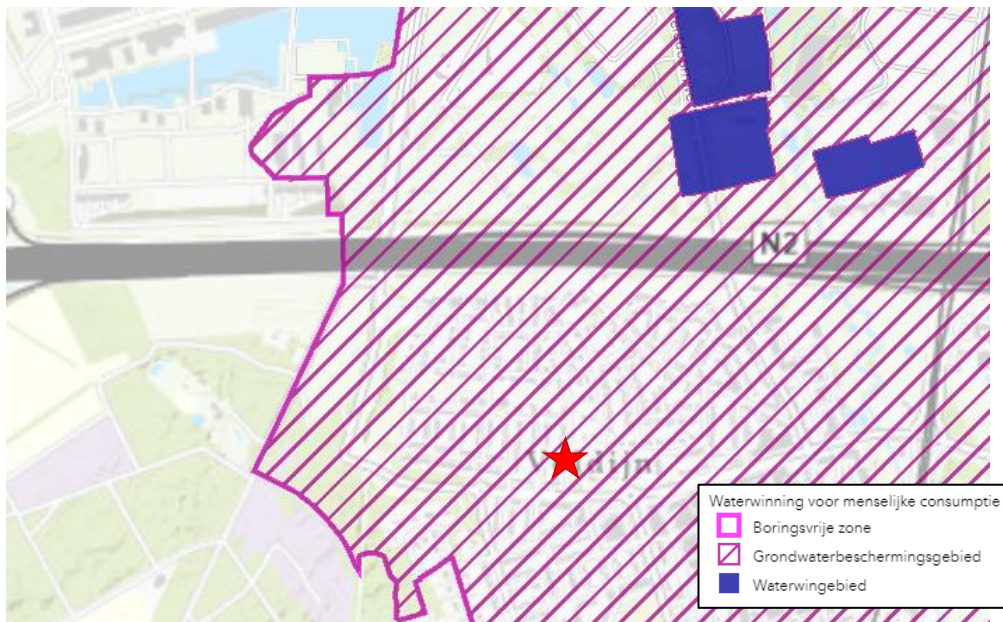 N2
Waterwinning voor menselijke consumptie
Boringsvrije zone
Grondwaterbeschermingsgebied
Waterwingebied